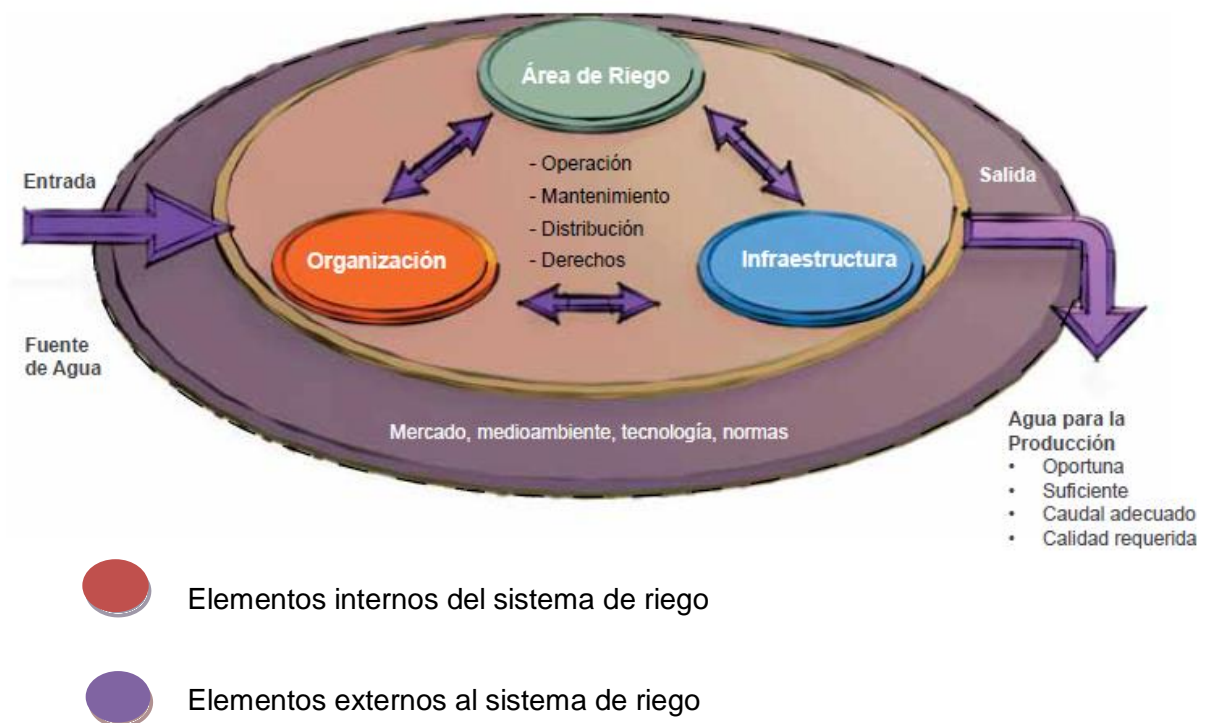 Área de Riego
Entrada
- Operación
- Mantenimiento
- Distribución
- Derechos
Salida
Organización
Infraestructura
Fuente
de Agua
Mercado, medioambiente, tecnología, normas
Agua para la
Producción
• Oportuna
• Suficiente
• Caudal adecuado
• Calidad requerida
Elementos internos del sistema de riego
Elementos externos al sistema de riego